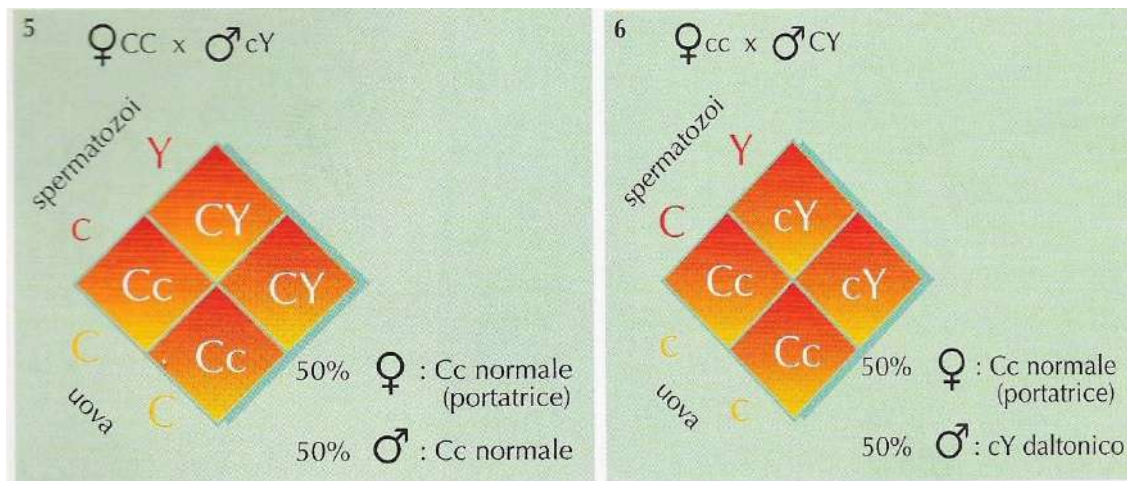 5
♀CC x ♂cY
spermatozoi
Y
c
CY
Cc
CY
Cc
C
C
uova
50% ♀ : Cc normale
(portatrice)
50% ♂ : Cc normale
6
♀cc x ♂CY
spermatozoi
Y
C
cY
Cc
cY
Cc
c
c
uova
50% ♀ : Cc normale
(portatrice)
50% ♂ : cY daltonico